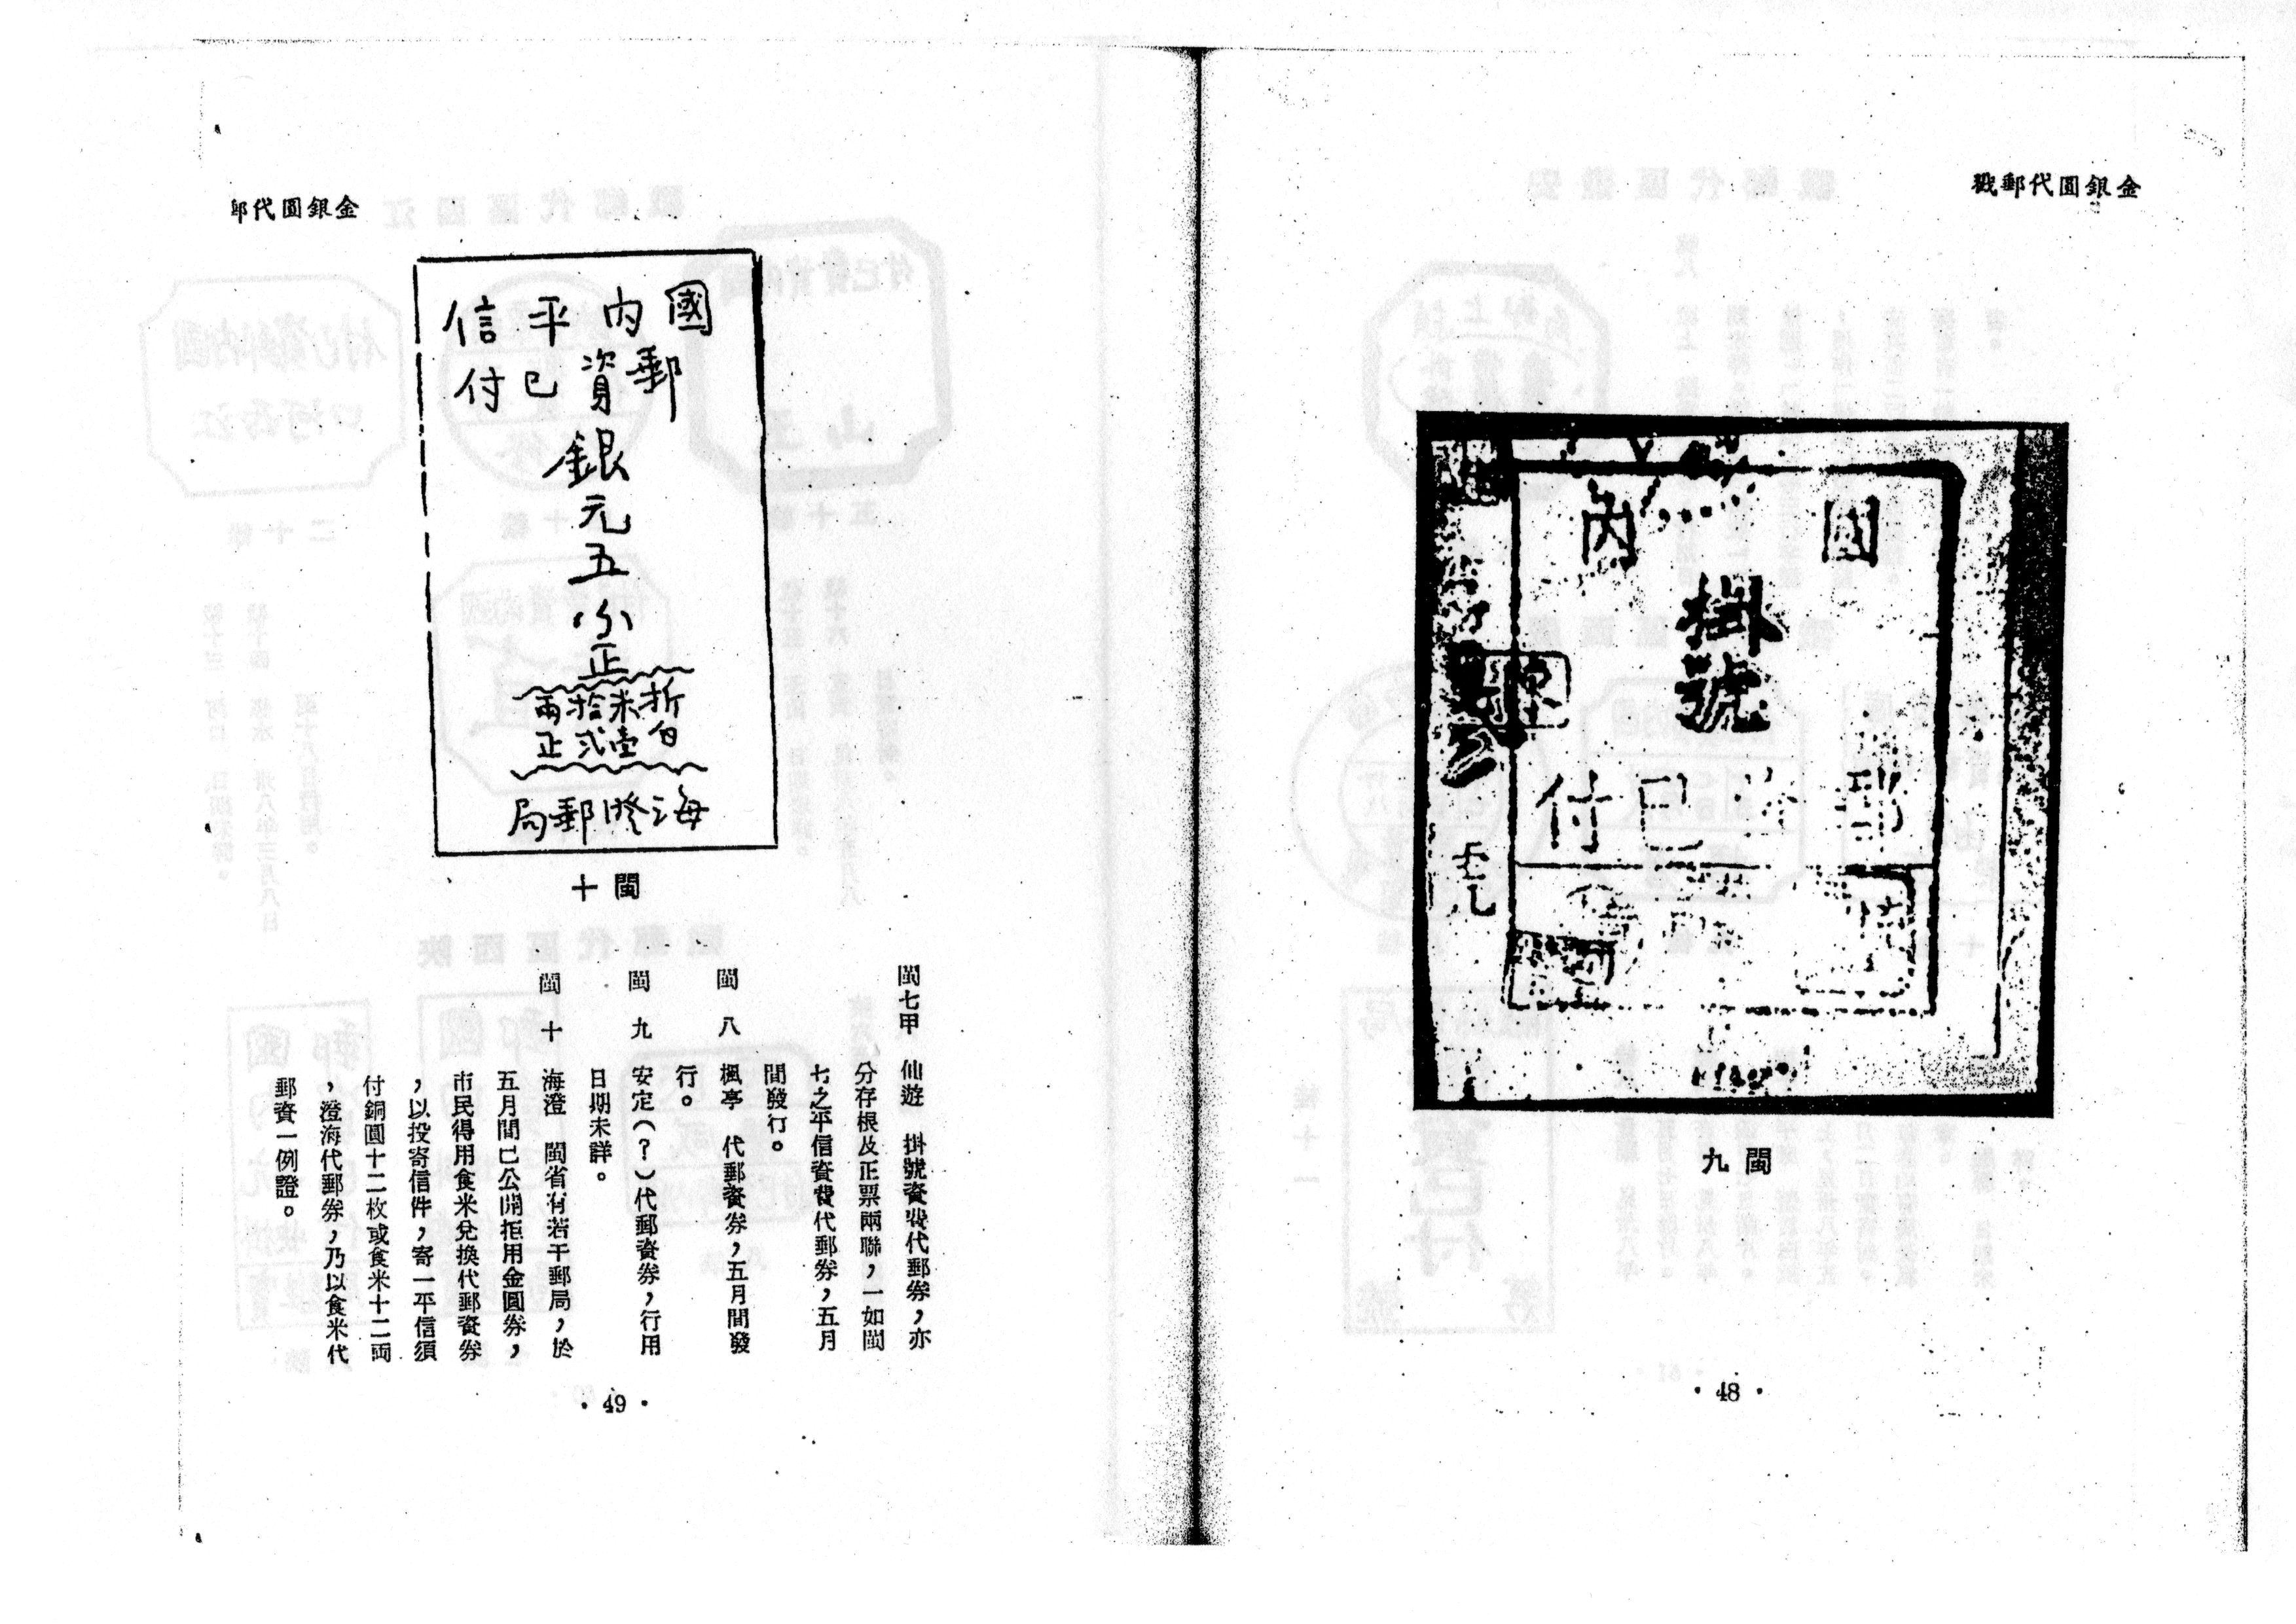 金銀圓代郵戳
國內
掛號
郵 已付
閩九
• 48 •
金銀圓代郵
國內平信
郵資已付
銀元五分正
折米拾兩
白壹弍正
海澄郵局
閩十
閩七甲 仙遊 掛號資費代郵券，亦
分存根及正票兩聯，一如閩
七之平信資費代郵券，五月
間發行。
閩八 楓亭 代郵資券，五月間發
行。
閩九 安定（？）代郵資券，行用
日期未詳。
閩十 海澄 閩省有若干郵局，於
五月間已公開拒用金圓券，
市民得用食米兌換代郵資券
，以投寄信件，寄一平信須
付銅圓十二枚或食米十二両
，澄海代郵券，乃以食米代
郵資一例證。
• 49 •